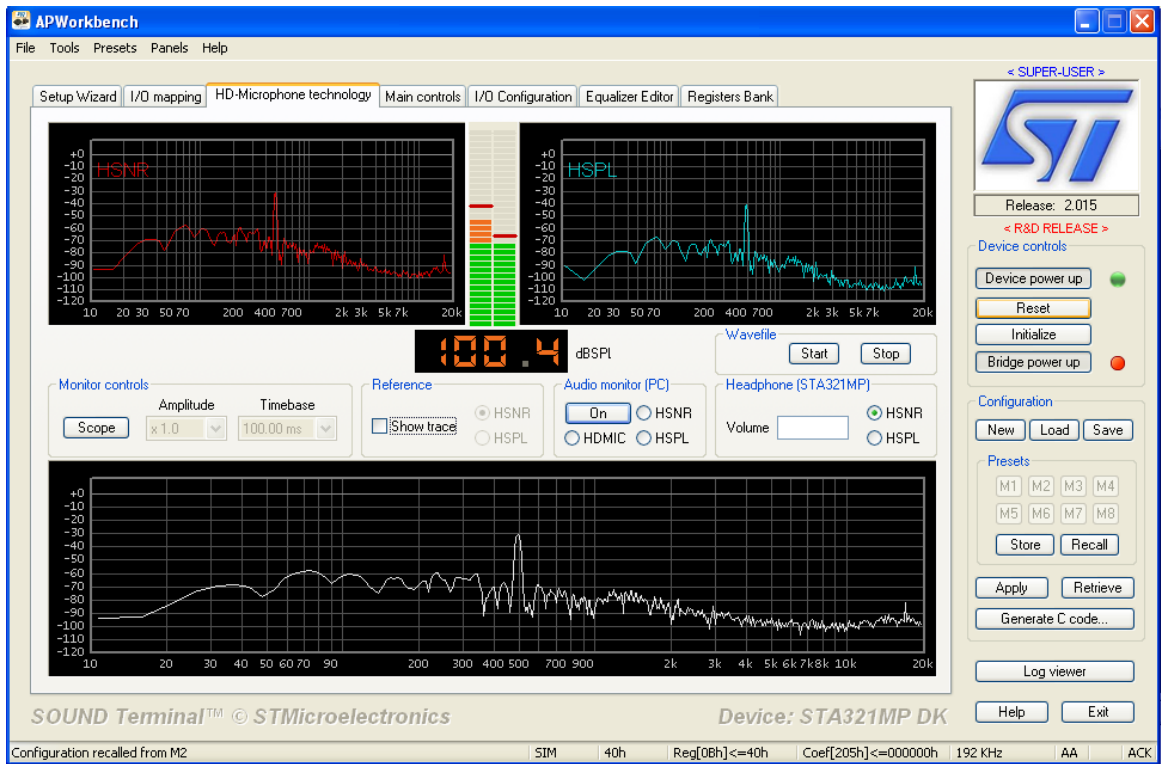 APWorkbench
File Tools Presets Panels Help
Setup Wizard I/O mapping HD-Microphone technology Main controls I/O Configuration Equalizer Editor Registers Bank
HSNR
+0
-10
-20
-30
-40
-50
-60
-70
-80
-90
-100
-110
-120
10 20 30 50 70 200 400 700 2k 3k 5k 7k 20k
HSPL
+0
-10
-20
-30
-40
-50
-60
-70
-80
-90
-100
-110
-120
10 20 30 50 70 200 400 700 2k 3k 5k 7k 20k
100.4 dBSPL
Wavefile
Start Stop
Monitor controls
Amplitude Timebase
Scope x 1.0 100.00 ms
Reference
Show trace
HSNR
HSPL
Audio monitor (PC)
On HSNR
HDMIC HSPL
Headphone (STA321MP)
Volume
HSNR
HSPL
+0
-10
-20
-30
-40
-50
-60
-70
-80
-90
-100
-110
-120
10 20 30 40 50 60 70 90 200 300 400 500 700 900 2k 3k 4k 5k 6k 7k 8k 10k 20k
SOUND Terminal™ © STMicroelectronics
Device: STA321MP DK
< SUPER-USER >
ST
Release: 2.015
< R&D RELEASE >
Device controls
Device power up
Reset
Initialize
Bridge power up
Configuration
New Load Save
Presets
M1 M2 M3 M4
M5 M6 M7 M8
Store Recall
Apply Retrieve
Generate C code...
Log viewer
Help Exit
Configuration recalled from M2 SIM 40h Reg[0Bh]<=40h Coef[205h]<=000000h 192 KHz AA ACK